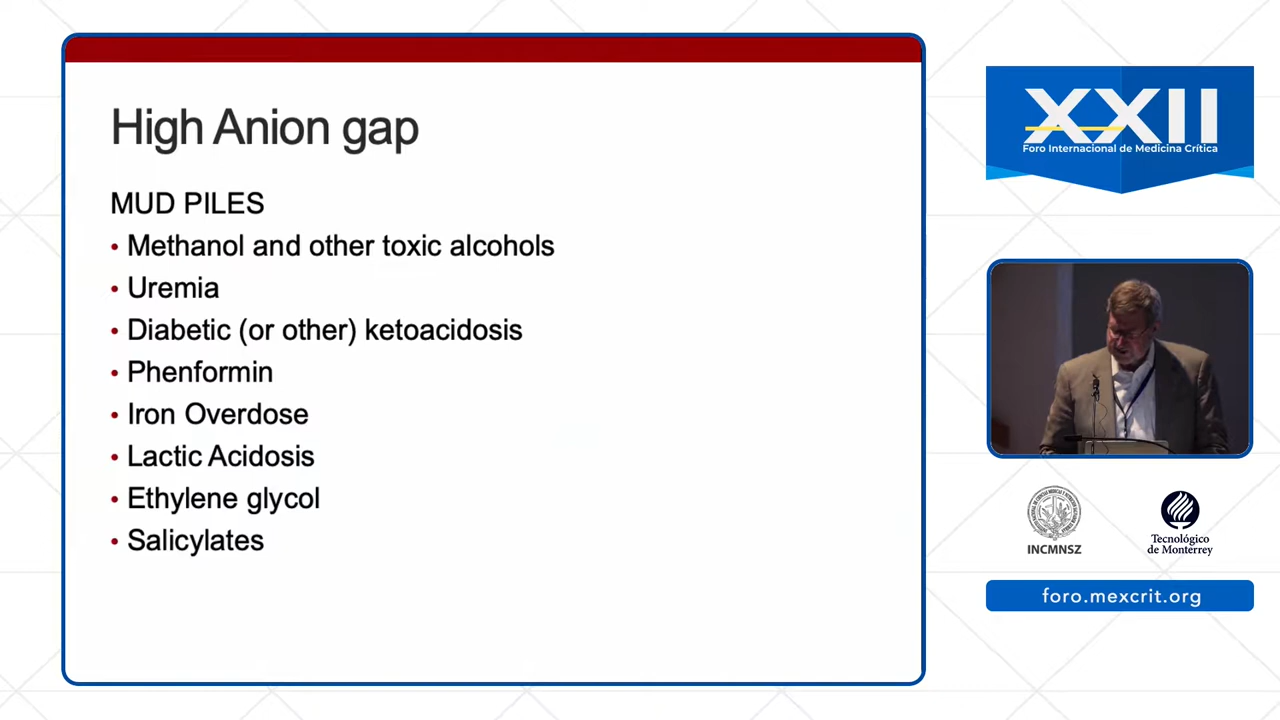 High Anion gap
MUD PILES
• Methanol and other toxic alcohols
• Uremia
• Diabetic (or other) ketoacidosis
• Phenformin
• Iron Overdose
• Lactic Acidosis
• Ethylene glycol
• Salicylates
XXII
Foro Internacional de Medicina Crítica
INCMNSZ
Tecnológico
de Monterrey
foro.mexcrit.org